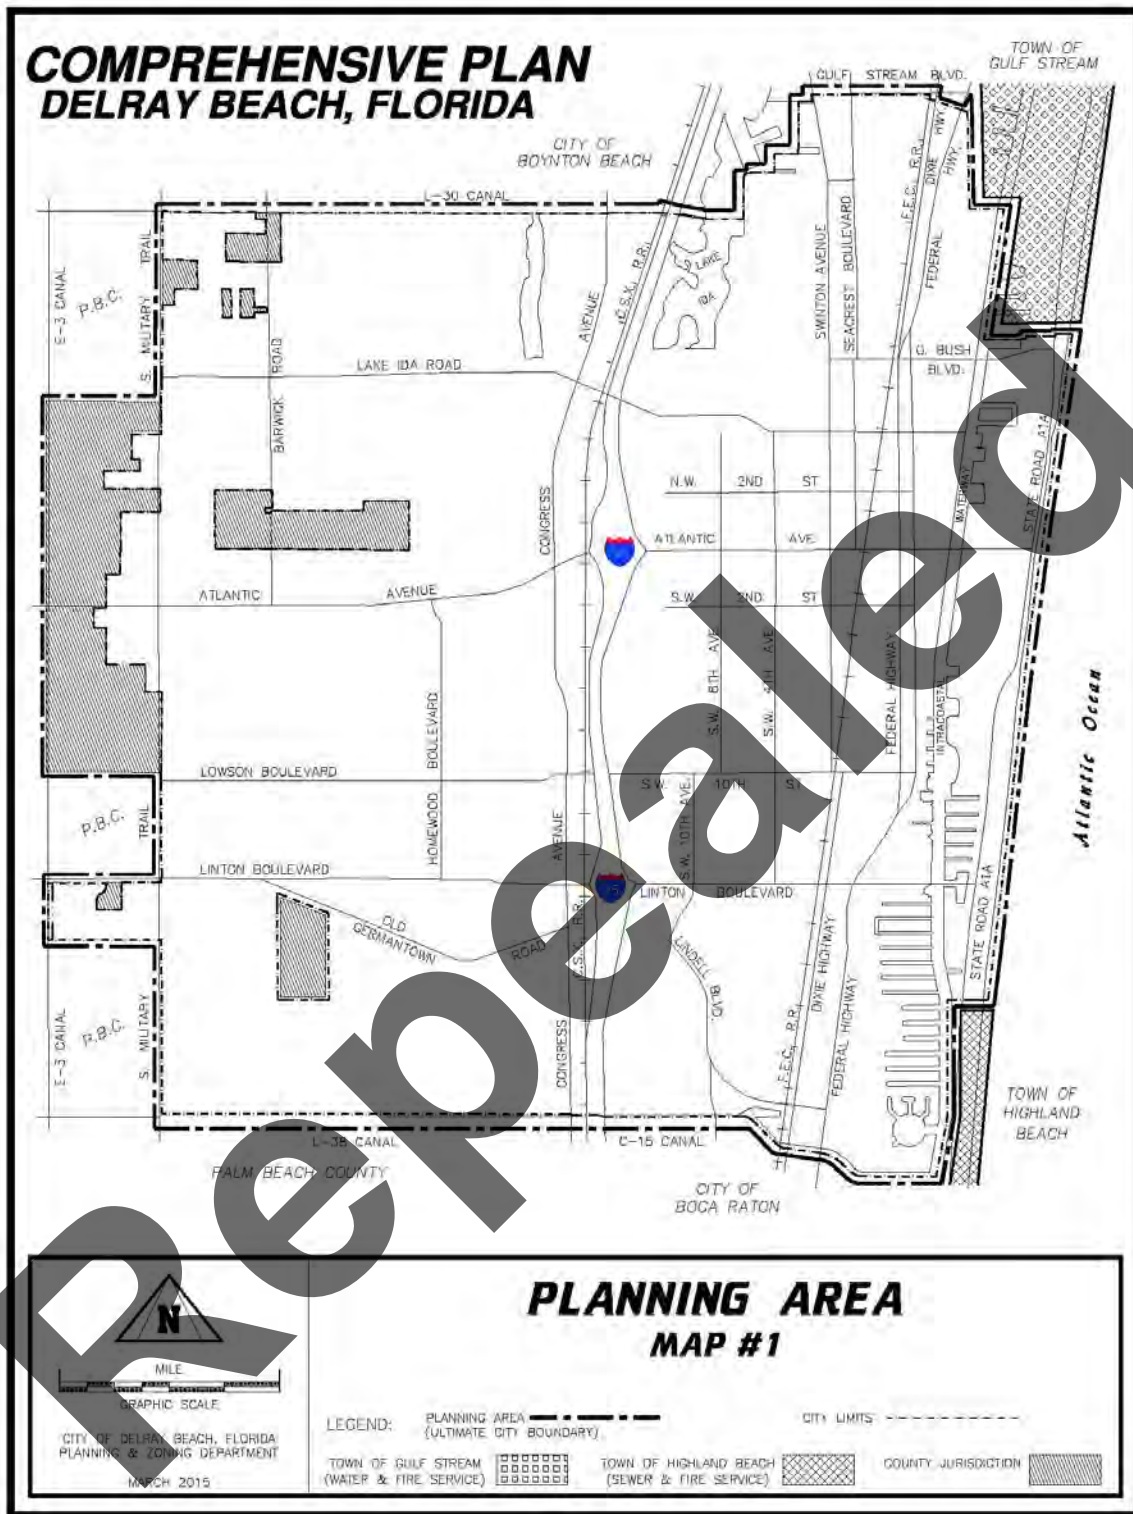 COMPREHENSIVE PLAN
DELRAY BEACH, FLORIDA
TOWN OF
GULF STREAM
GULF STREAM BLVD.
CITY OF
BOYNTON BEACH
L-30 CANAL
E-3 CANAL
P.B.C.
S. MILITARY TRAIL
BARWICK ROAD
LAKE IDA ROAD
AVENUE
C.S.X. R.R.
LAKE
IDA
SWINTON AVENUE
SEACREST BOULEVARD
F.E.C. R.R.
DIXIE HWY.
FEDERAL HWY.
G. BUSH
BLVD.
CONGRESS
N.W. 2ND ST
ATLANTIC AVE
S.W. 2ND ST
WATERWAY
STATE ROAD A1A
ATLANTIC AVENUE
S.W. 8TH AVE
S.W. 4TH AVE
FEDERAL HIGHWAY
INTRACOASTAL
Atlantic Ocean
HOMEWOOD BOULEVARD
LOWSON BOULEVARD
S.W. 10TH ST
P.B.C.
TRAIL
AVENUE
S.W. 10TH AVE.
LINTON BOULEVARD
LINTON BOULEVARD
OLD
GERMANTOWN
ROAD
C.S.X. R.R.
LINDELL BLVD.
DIXIE HIGHWAY
FEDERAL HIGHWAY
STATE ROAD A1A
E-3 CANAL
P.B.C.
S. MILITARY
CONGRESS
F.E.C. R.R.
L-38 CANAL
C-15 CANAL
PALM BEACH COUNTY
CITY OF
BOCA RATON
TOWN OF
HIGHLAND
BEACH
Repealed
N
MILE
GRAPHIC SCALE
CITY OF DELRAY BEACH, FLORIDA
PLANNING & ZONING DEPARTMENT
MARCH 2015
PLANNING AREA
MAP #1
LEGEND:
PLANNING AREA
(ULTIMATE CITY BOUNDARY)
CITY LIMITS
TOWN OF GULF STREAM
(WATER & FIRE SERVICE)
TOWN OF HIGHLAND BEACH
(SEWER & FIRE SERVICE)
COUNTY JURISDICTION